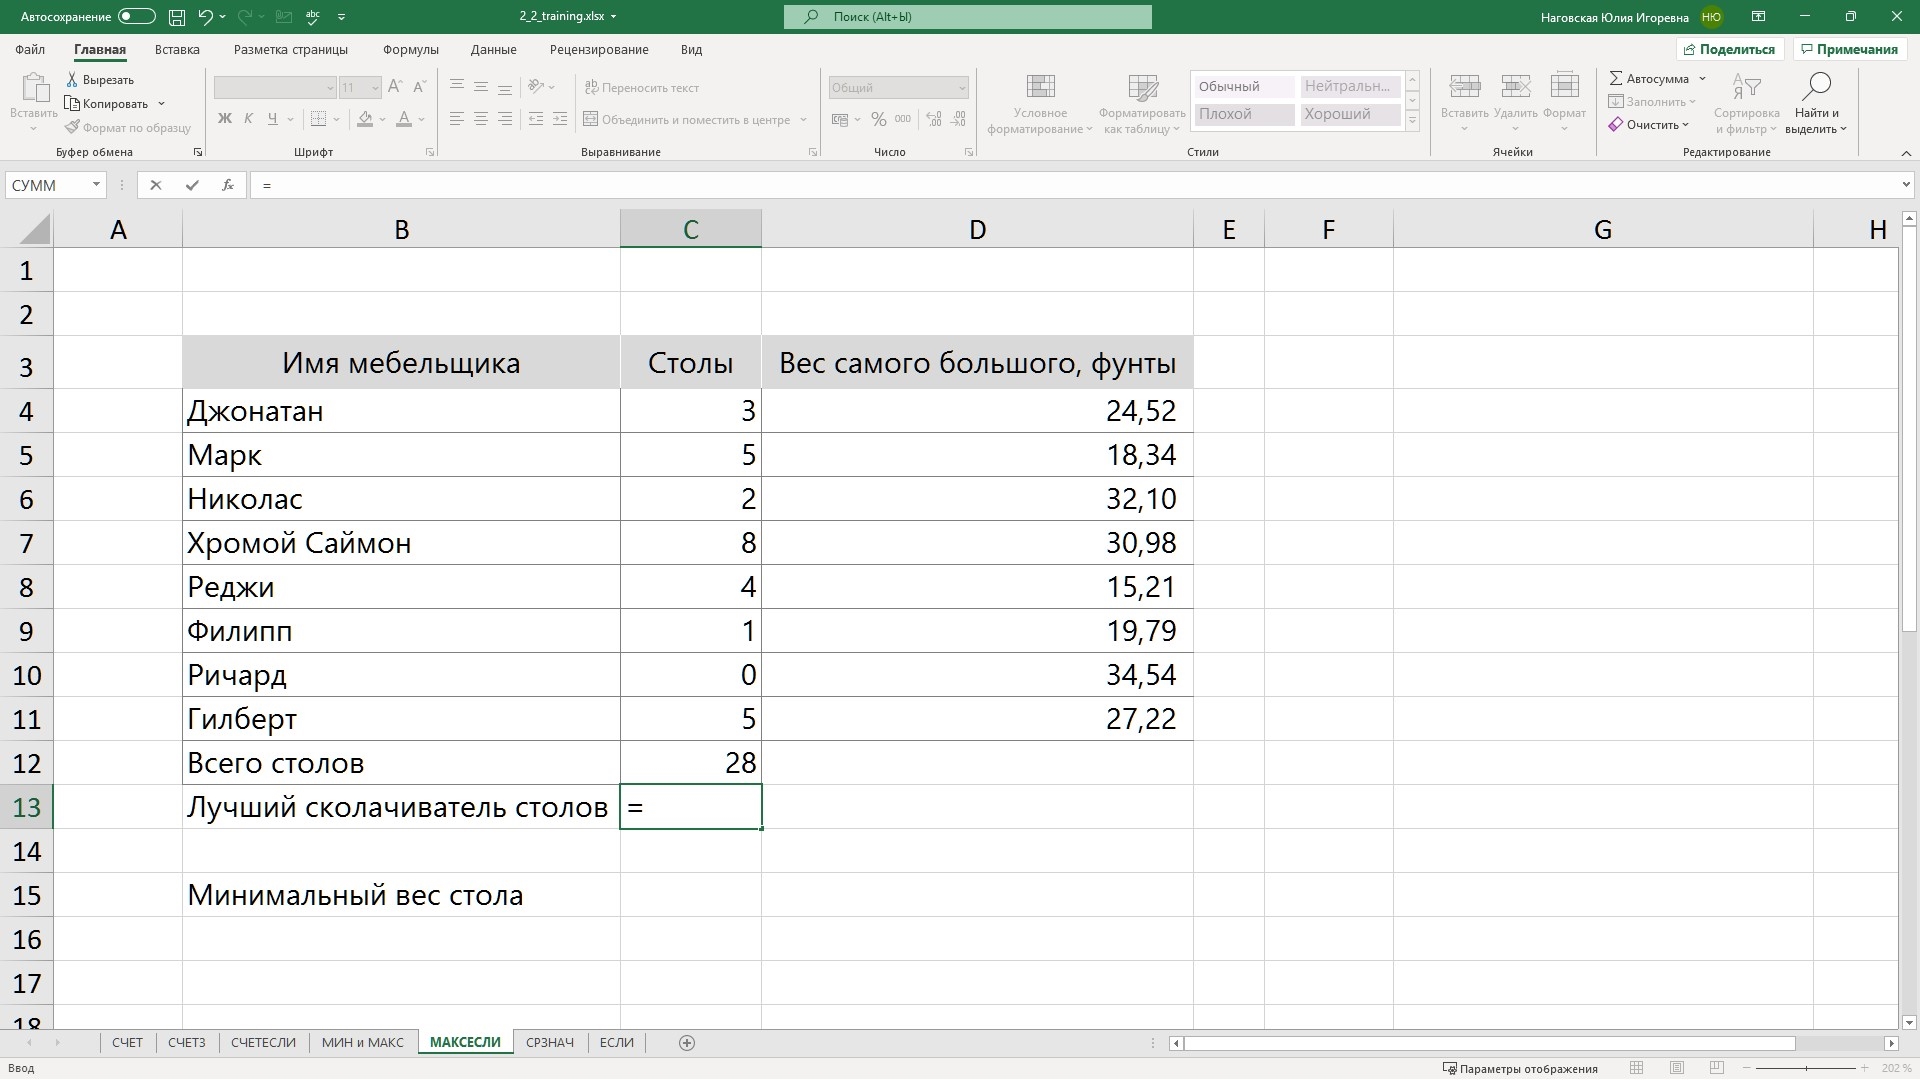 Автосохранение 2_2_training.xlsx Поиск (Alt+Ы) Наговская Юлия Игоревна НЮ
Файл Главная Вставка Разметка страницы Формулы Данные Рецензирование Вид Поделиться Примечания
Вставить Вырезать Копировать Формат по образцу
Буфер обмена
11 Ж К Ч
Шрифт
Переносить текст
Объединить и поместить в центре
Выравнивание
Общий
% 000
Число
Условное форматирование Форматировать как таблицу
Обычный Нейтральн...
Плохой Хороший
Стили
Вставить Удалить Формат
Ячейки
Автосумма
Заполнить
Очистить
Сортировка и фильтр Найти и выделить
Редактирование
СУММ =
A B C D E F G H
1
2
3 Имя мебельщика Столы Вес самого большого, фунты
4 Джонатан 3 24,52
5 Марк 5 18,34
6 Николас 2 32,10
7 Хромой Саймон 8 30,98
8 Реджи 4 15,21
9 Филипп 1 19,79
10 Ричард 0 34,54
11 Гилберт 5 27,22
12 Всего столов 28
13 Лучший сколачиватель столов =
14
15 Минимальный вес стола
16
17
18
СЧЕТ СЧЕТЗ СЧЕТЕСЛИ МИН и МАКС МАКСЕСЛИ СРЗНАЧ ЕСЛИ
Ввод Параметры отображения 202 %